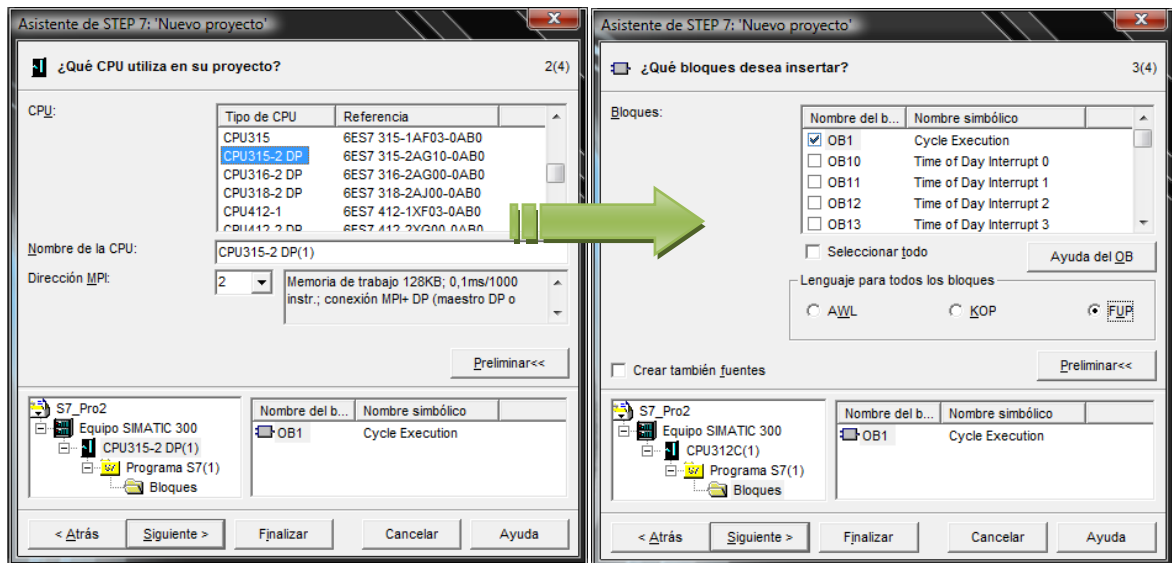 Asistente de STEP 7: 'Nuevo proyecto'
¿Qué CPU utiliza en su proyecto? 2(4)
CPU:
Tipo de CPU Referencia
CPU315 6ES7 315-1AF03-0AB0
CPU315-2 DP 6ES7 315-2AG10-0AB0
CPU316-2 DP 6ES7 316-2AG00-0AB0
CPU318-2 DP 6ES7 318-2AJ00-0AB0
CPU412-1 6ES7 412-1XF03-0AB0
CPU412-2 DP 6ES7 412-2XG00-0AB0
Nombre de la CPU: CPU315-2 DP(1)
Dirección MPI: 2 Memoria de trabajo 128KB; 0,1ms/1000
instr.; conexión MPI+ DP (maestro DP o
Preliminar<<
S7_Pro2
Equipo SIMATIC 300
CPU315-2 DP(1)
Programa S7(1)
Bloques
Nombre del b... Nombre simbólico
OB1 Cycle Execution
< Atrás Siguiente > Finalizar Cancelar Ayuda
Asistente de STEP 7: 'Nuevo proyecto'
¿Qué bloques desea insertar? 3(4)
Bloques:
Nombre del b... Nombre simbólico
OB1 Cycle Execution
OB10 Time of Day Interrupt 0
OB11 Time of Day Interrupt 1
OB12 Time of Day Interrupt 2
OB13 Time of Day Interrupt 3
Seleccionar todo Ayuda del OB
Lenguaje para todos los bloques
AWL KOP FUP
Crear también fuentes Preliminar<<
S7_Pro2
Equipo SIMATIC 300
CPU312C(1)
Programa S7(1)
Bloques
Nombre del b... Nombre simbólico
OB1 Cycle Execution
< Atrás Siguiente > Finalizar Cancelar Ayuda